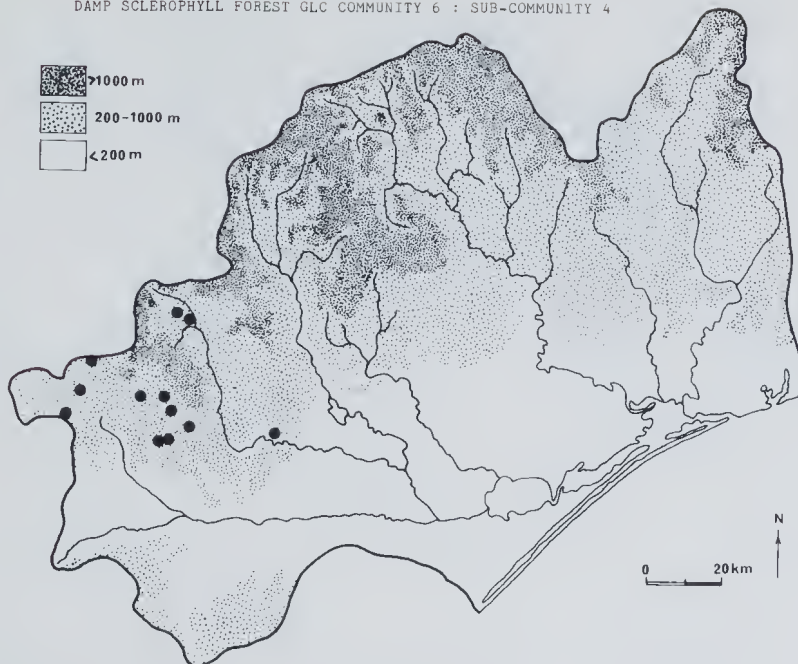 DAMP SCLEROPHYLL FOREST GLC COMMUNITY 6 : SUB-COMMUNITY 4
>1000 m
200-1000 m
<200 m
N
0 20km